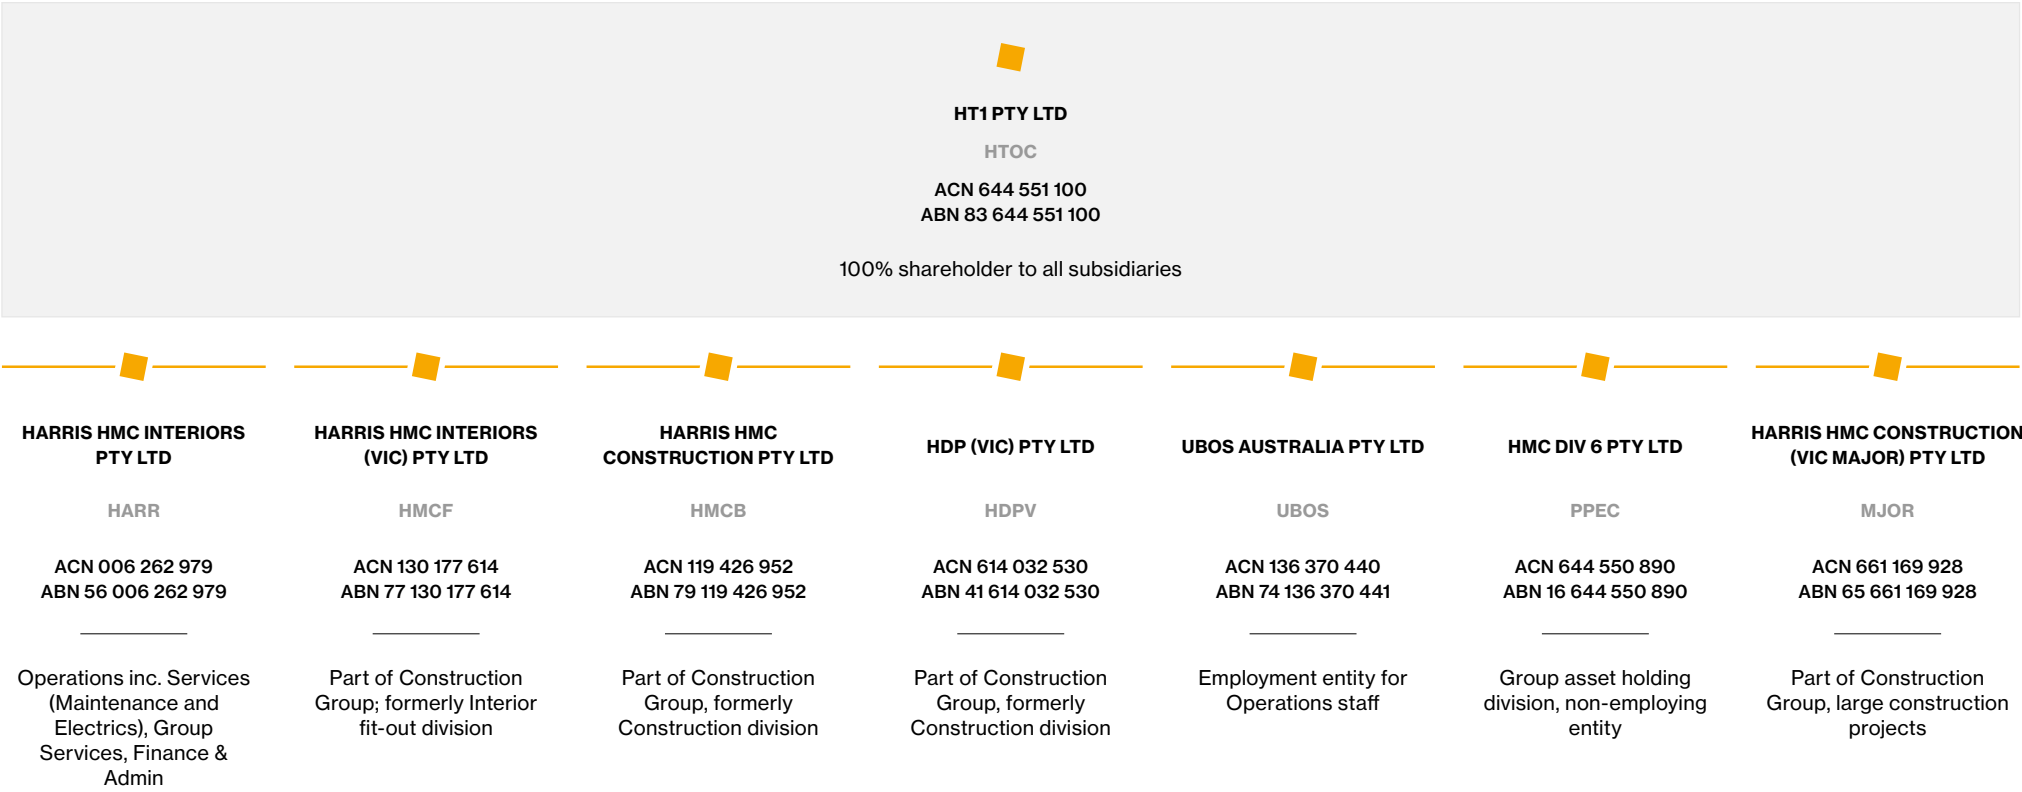 HT1 PTY LTD
HTOC
ACN 644 551 100
ABN 83 644 551 100
100% shareholder to all subsidiaries
HARRIS HMC INTERIORS
PTY LTD
HARR
ACN 006 262 979
ABN 56 006 262 979
Operations inc. Services
(Maintenance and
Electrics), Group
Services, Finance &
Admin
HARRIS HMC INTERIORS
(VIC) PTY LTD
HMCF
ACN 130 177 614
ABN 77 130 177 614
Part of Construction
Group; formerly Interior
fit-out division
HARRIS HMC
CONSTRUCTION PTY LTD
HMCB
ACN 119 426 952
ABN 79 119 426 952
Part of Construction
Group, formerly
Construction division
HDP (VIC) PTY LTD
HDPV
ACN 614 032 530
ABN 41 614 032 530
Part of Construction
Group, formerly
Construction division
UBOS AUSTRALIA PTY LTD
UBOS
ACN 136 370 440
ABN 74 136 370 441
Employment entity for
Operations staff
HMC DIV 6 PTY LTD
PPEC
ACN 644 550 890
ABN 16 644 550 890
Group asset holding
division, non-employing
entity
HARRIS HMC CONSTRUCTION
(VIC MAJOR) PTY LTD
MJOR
ACN 661 169 928
ABN 65 661 169 928
Part of Construction
Group, large construction
projects